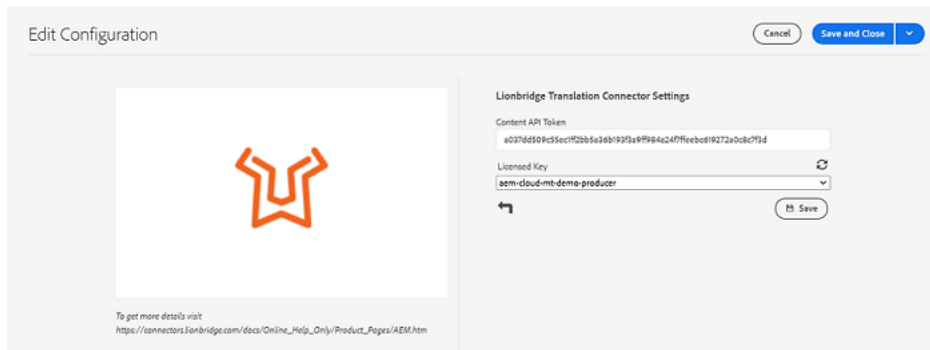 Edit Configuration
Cancel
Save and Close
Lionbridge Translation Connector Settings
Content API Token
a037dd509c55ec1ff2bb5a36b193f3a9ff984a24f7ffeebc619272a0c8c7f3d
Licensed Key
aem-cloud-mt-demo-producer
Save
To get more details visit
https://connectors.lionbridge.com/docs/Online_Help_Only/Product_Pages/AEM.htm